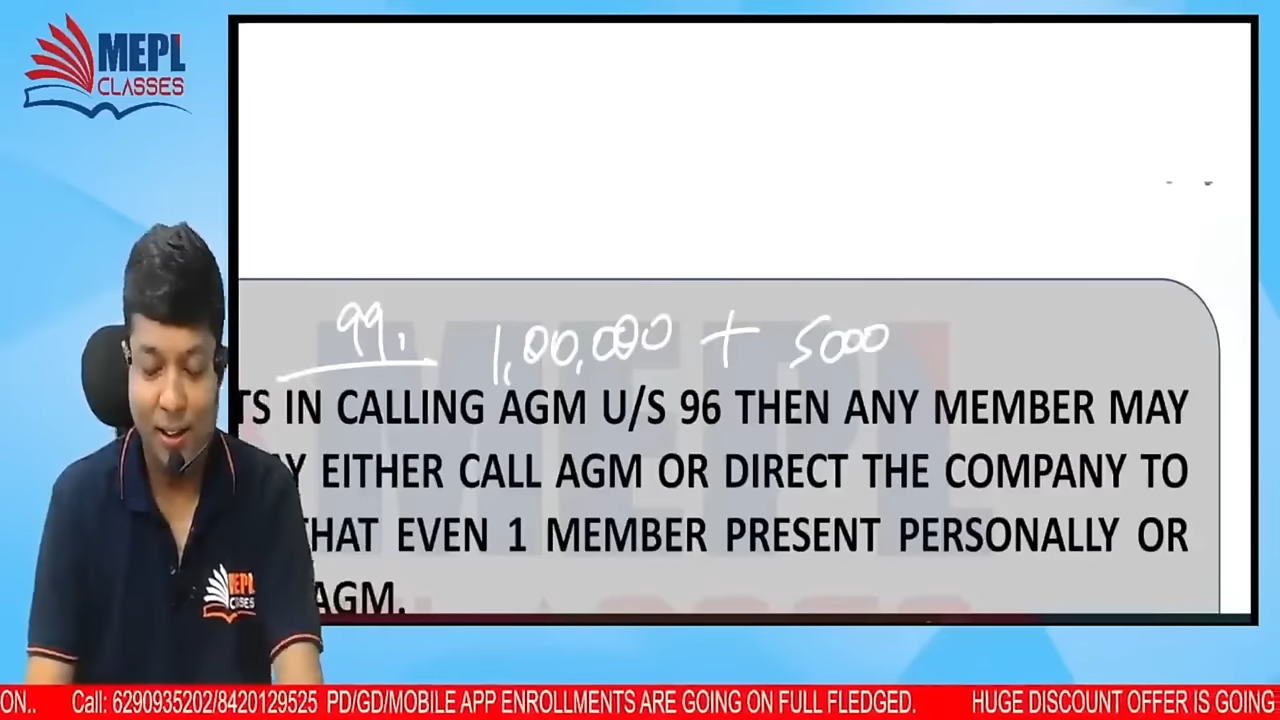 MEPL
CLASSES
99, 1,00,000 + 5000
TS IN CALLING AGM U/S 96 THEN ANY MEMBER MAY
Y EITHER CALL AGM OR DIRECT THE COMPANY TO
HAT EVEN 1 MEMBER PRESENT PERSONALLY OR
AGM.
MEPL
CLASSES
ON.. Call: 6290935202/8420129525 PD/GD/MOBILE APP ENROLLMENTS ARE GOING ON FULL FLEDGED. HUGE DISCOUNT OFFER IS GOING